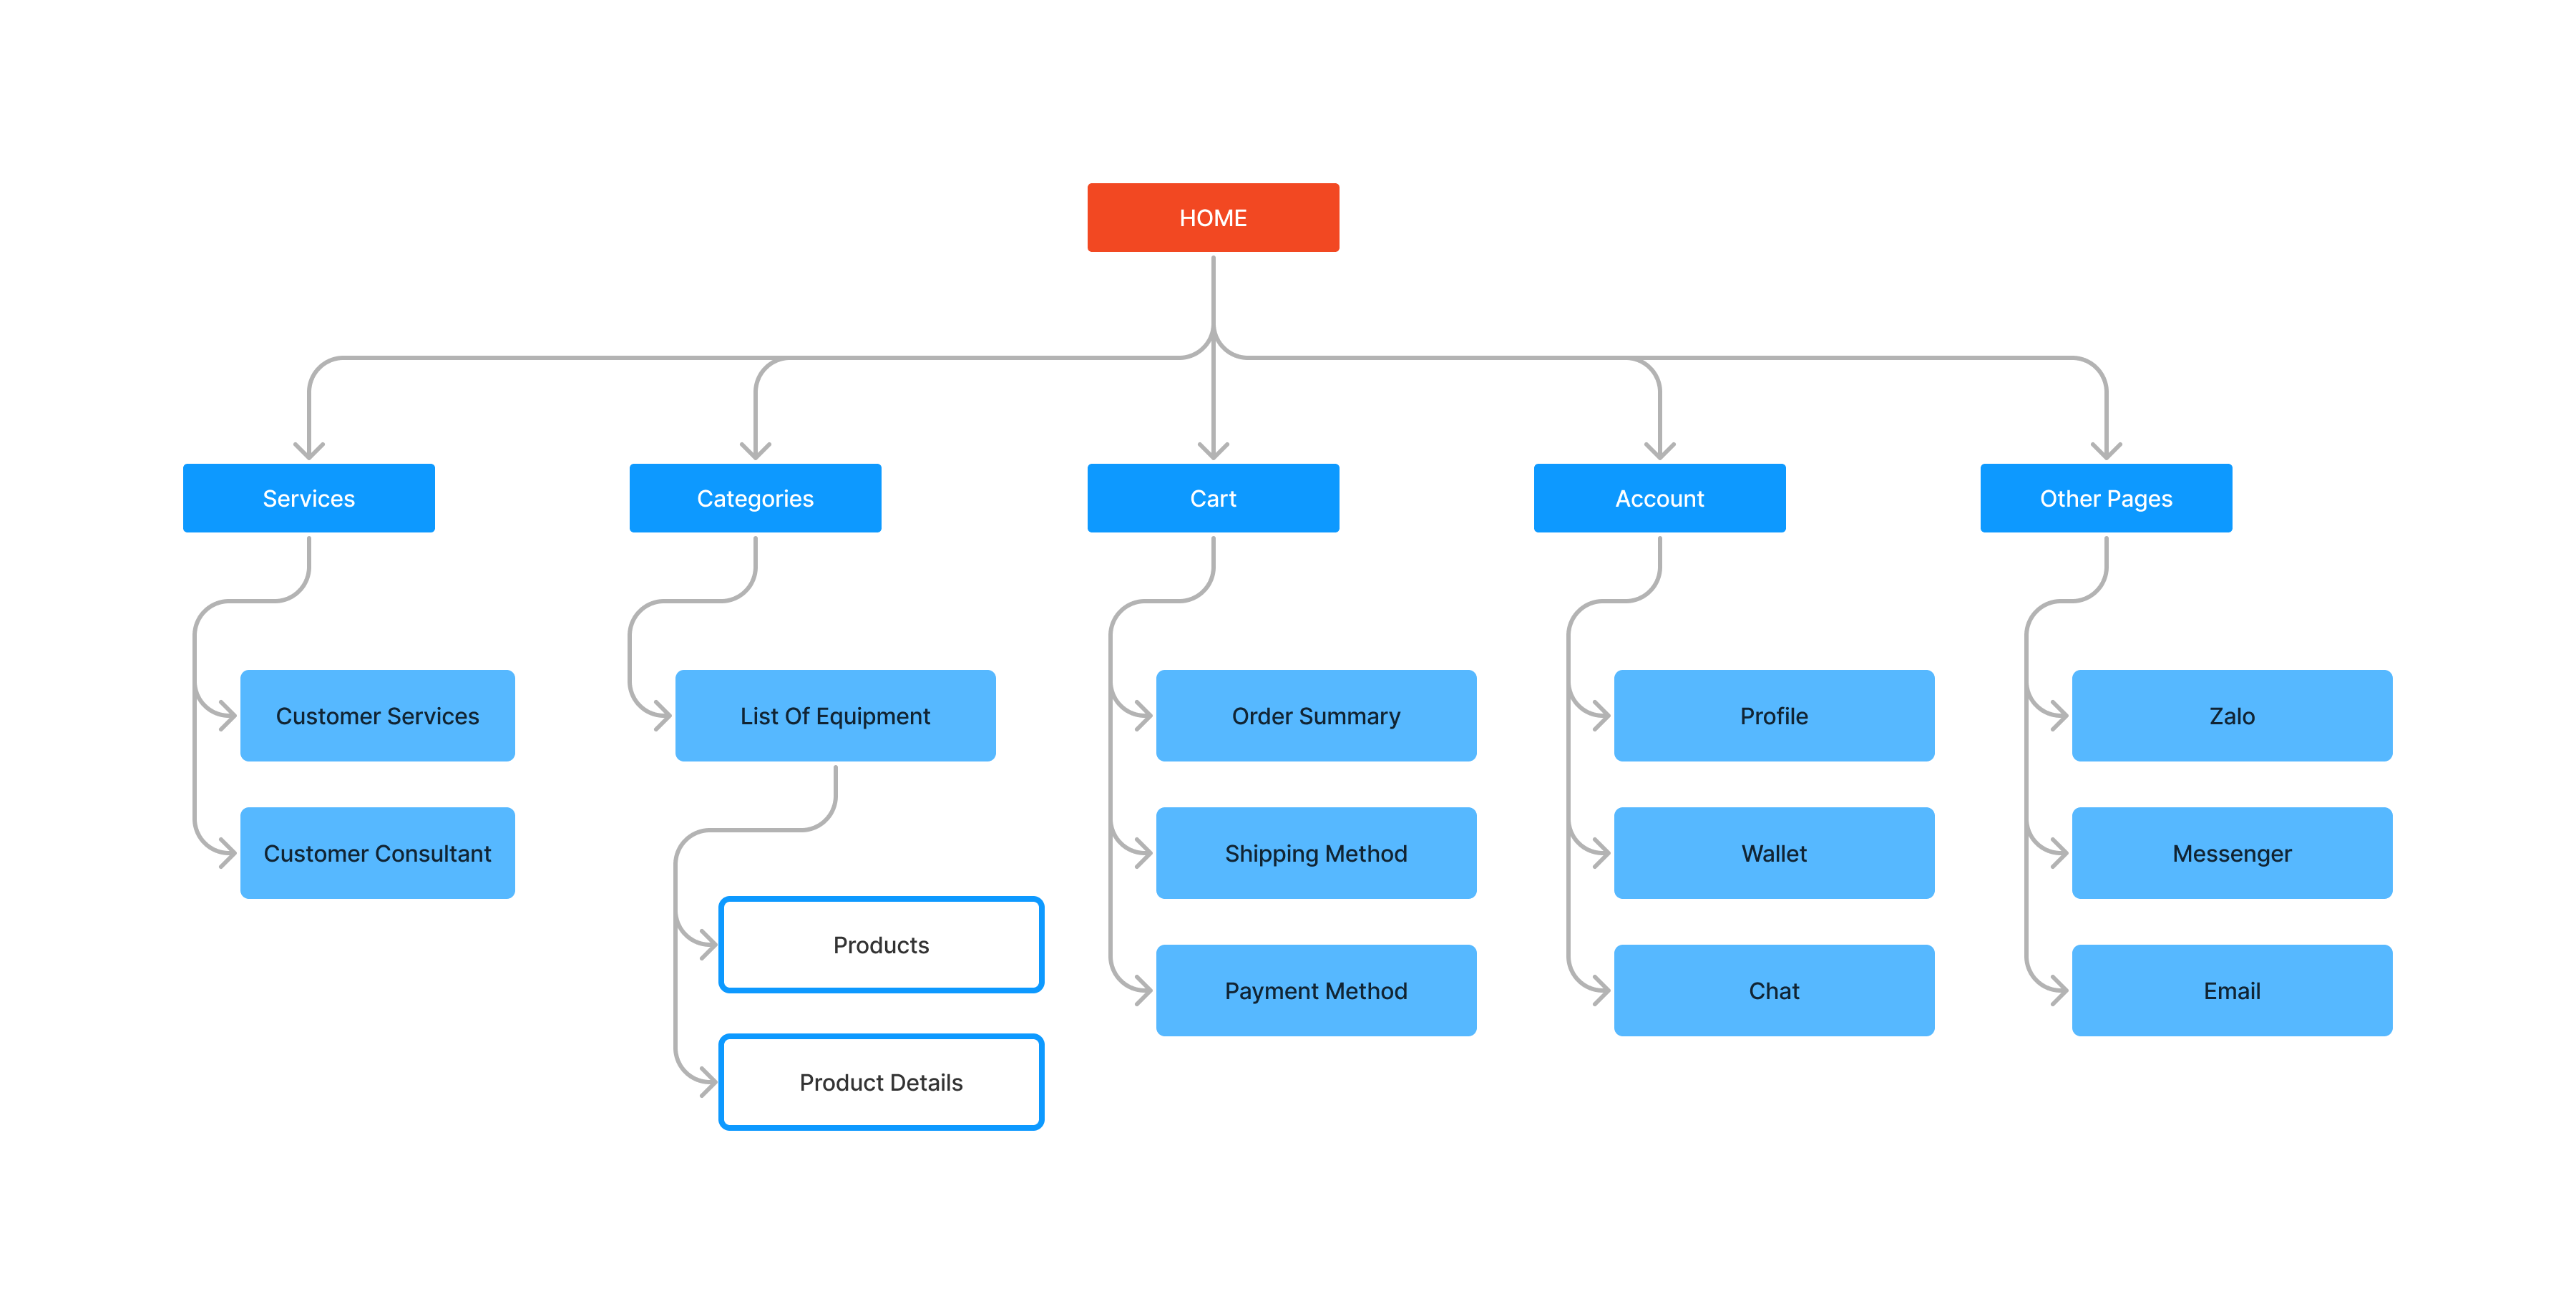 HOME
Services
Categories
Cart
Account
Other Pages
Customer Services
List Of Equipment
Order Summary
Profile
Zalo
Customer Consultant
Shipping Method
Wallet
Messenger
Products
Payment Method
Chat
Email
Product Details